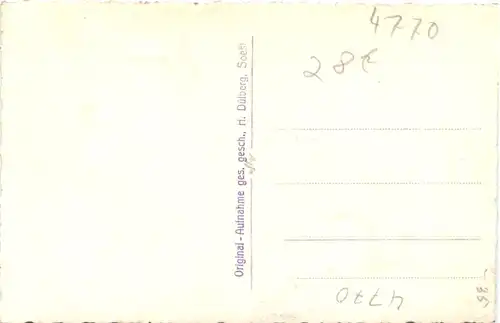 4770
28€
Original-Aufnahme ges. gesch., H. Dülberg, Soest
4770